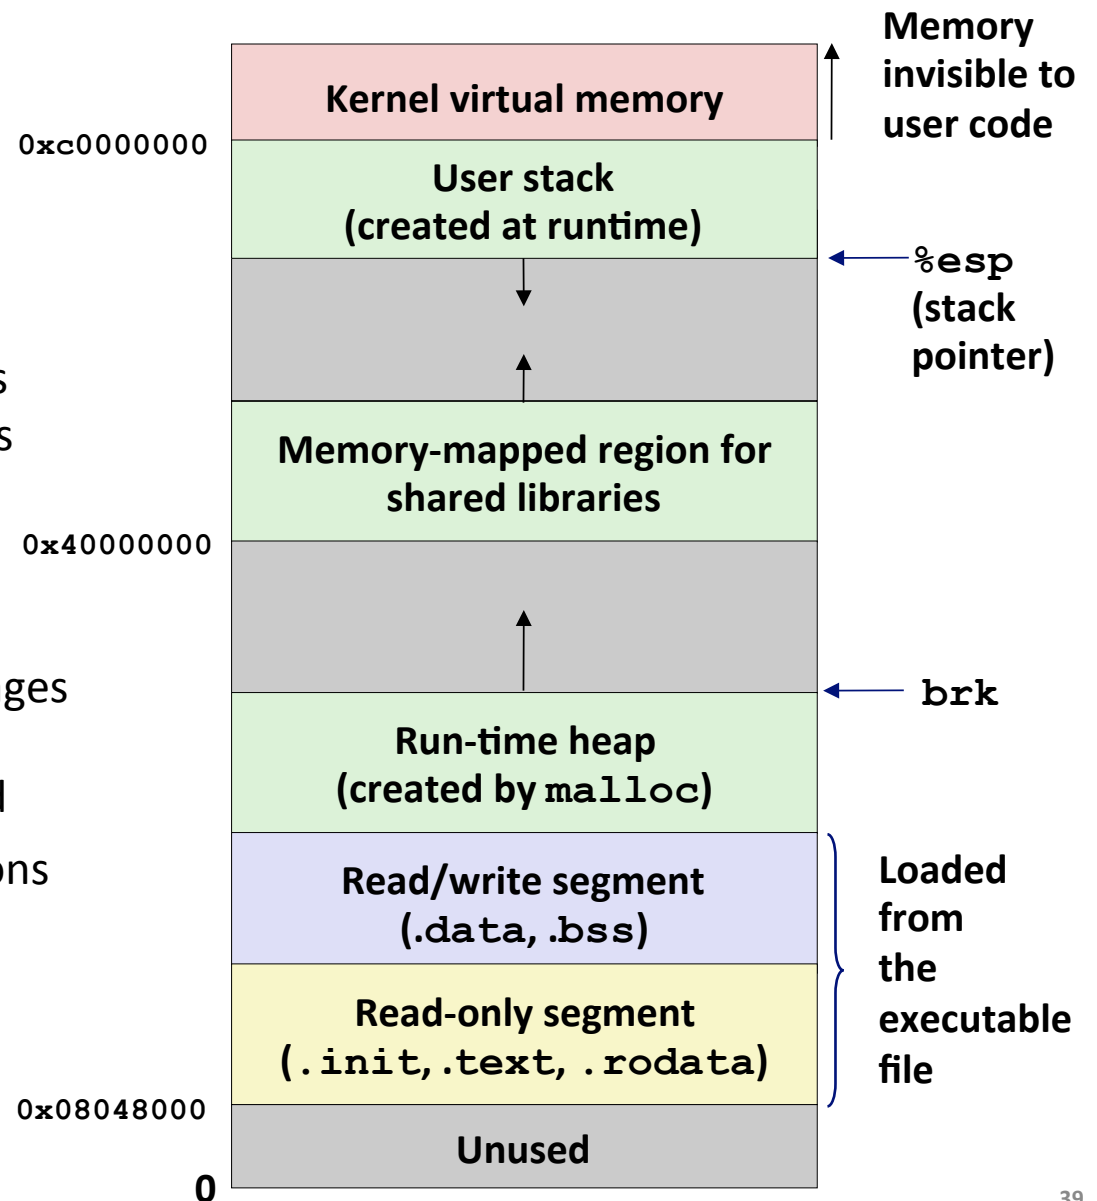 Memory
invisible to
user code
Kernel virtual memory
0xc0000000
User stack
(created at runtime)
%esp
(stack
pointer)
s
s
Memory-mapped region for
shared libraries
0x40000000
ges
brk
Run-time heap
(created by malloc)
d
ons
Read/write segment
(.data, .bss)
Loaded
from
the
executable
file
Read-only segment
(.init, .text, .rodata)
0x08048000
Unused
0
39